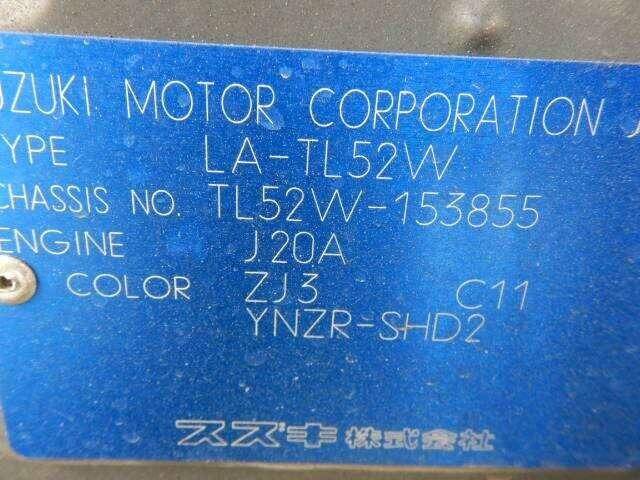 UZUKI MOTOR CORPORATION
TYPE LA-TL52W
CHASSIS NO. TL52W-153855
ENGINE J20A
COLOR ZJ3 C11
YNZR-SHD2
スズキ株式会社